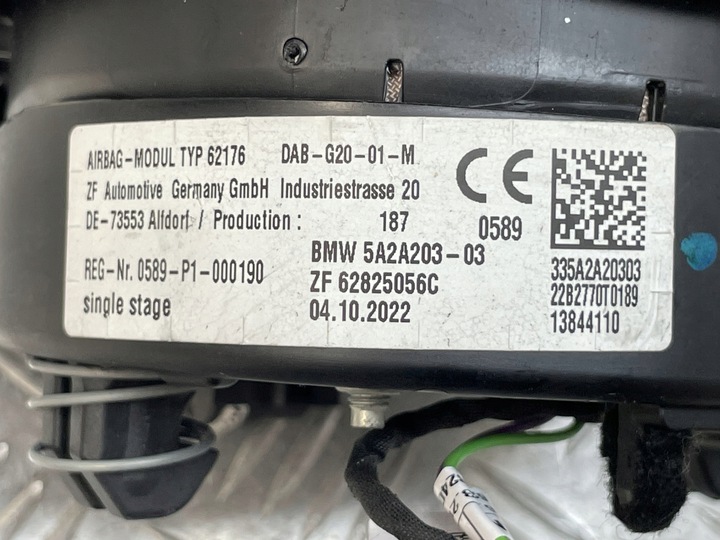 AIRBAG-MODUL TYP 62176 DAB-G20-01-M
ZF Automotive Germany GmbH Industriestrasse 20
DE-73553 Alfdorf / Production : 187
CE
0589
BMW 5A2A203-03
REG-Nr. 0589-P1-000190
ZF 62825056C
single stage
04.10.2022
335A2A20303
22B2770T0189
13844110